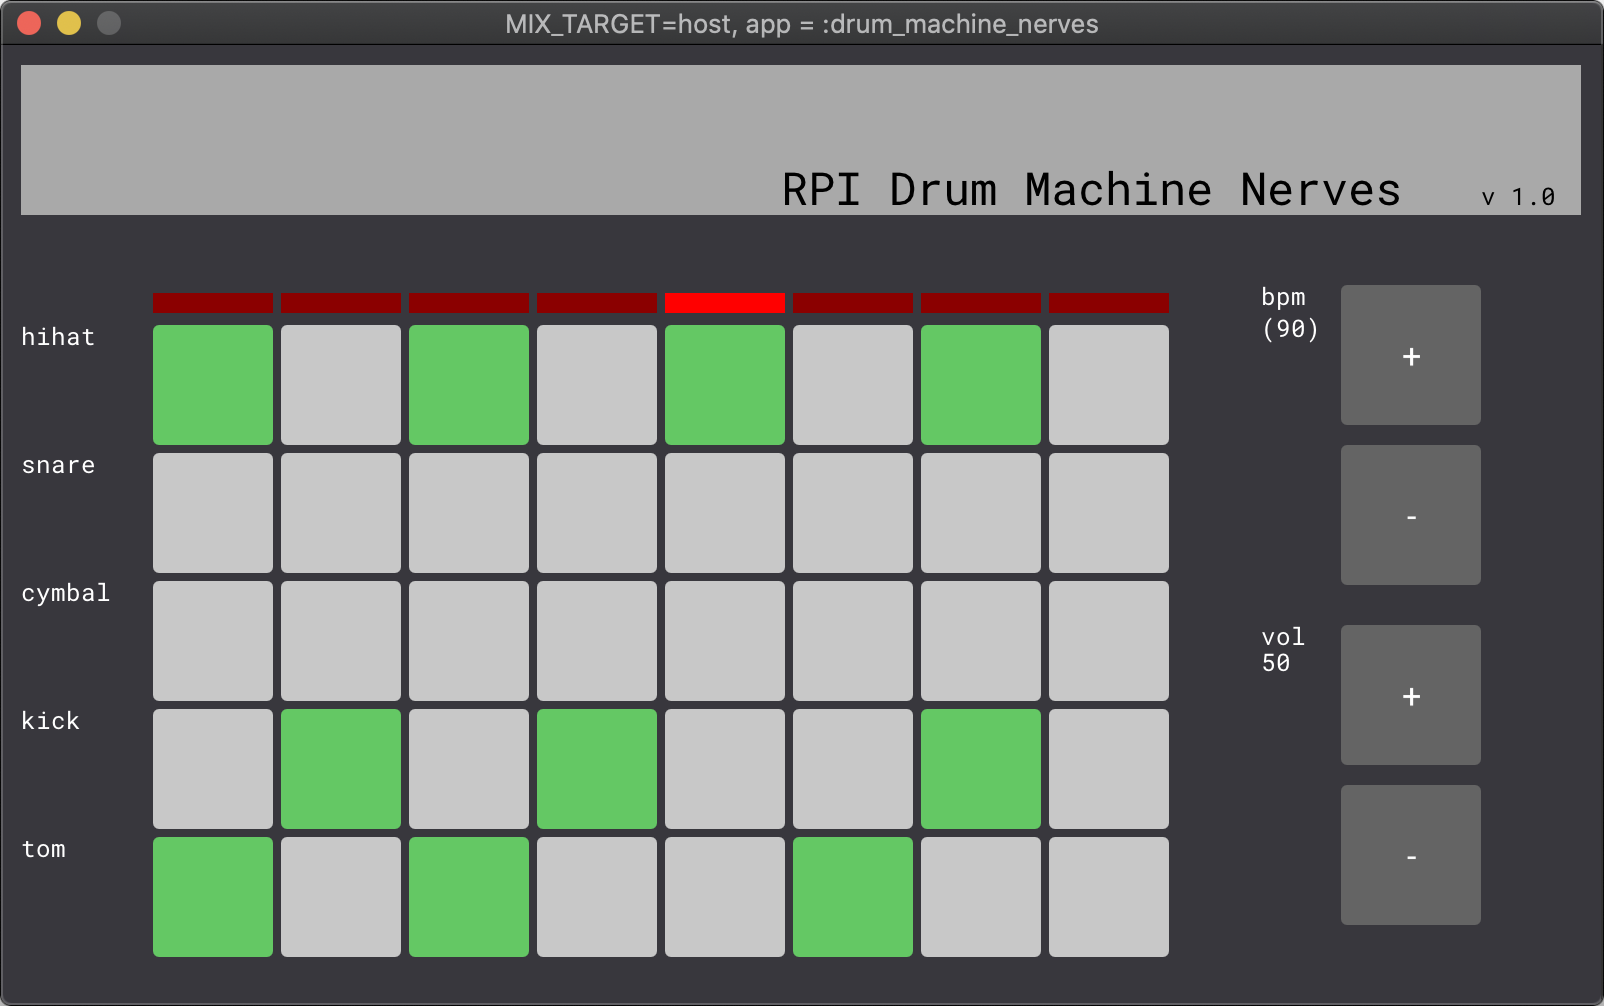 MIX_TARGET=host, app = :drum_machine_nerves
RPI Drum Machine Nerves v 1.0
hihat
snare
cymbal
kick
tom
bpm
(90)
+
-
vol
50
+
-